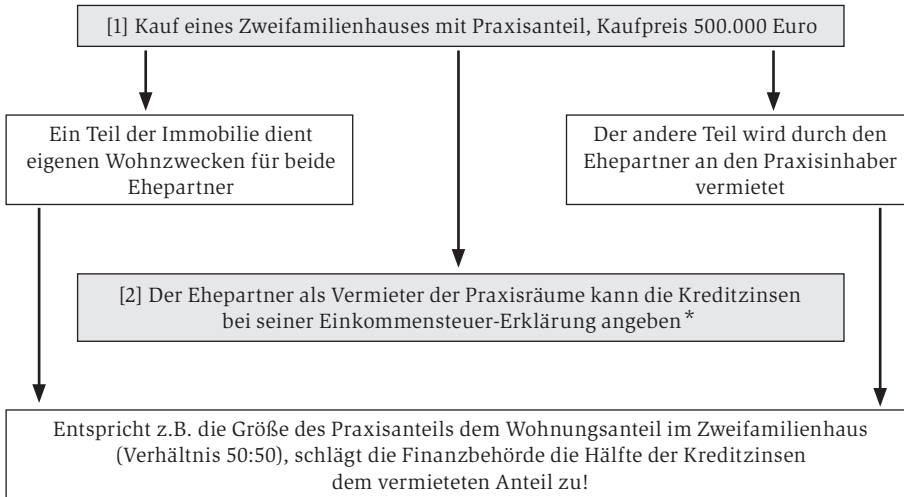 [1] Kauf eines Zweifamilienhauses mit Praxisanteil, Kaufpreis 500.000 Euro
Ein Teil der Immobilie dient
eigenen Wohnzwecken für beide
Ehepartner
Der andere Teil wird durch den
Ehepartner an den Praxisinhaber
vermietet
[2] Der Ehepartner als Vermieter der Praxisräume kann die Kreditzinsen
bei seiner Einkommensteuer-Erklärung angeben*
Entspricht z.B. die Größe des Praxisanteils dem Wohnungsanteil im Zweifamilienhaus
(Verhältnis 50:50), schlägt die Finanzbehörde die Hälfte der Kreditzinsen
dem vermieteten Anteil zu!